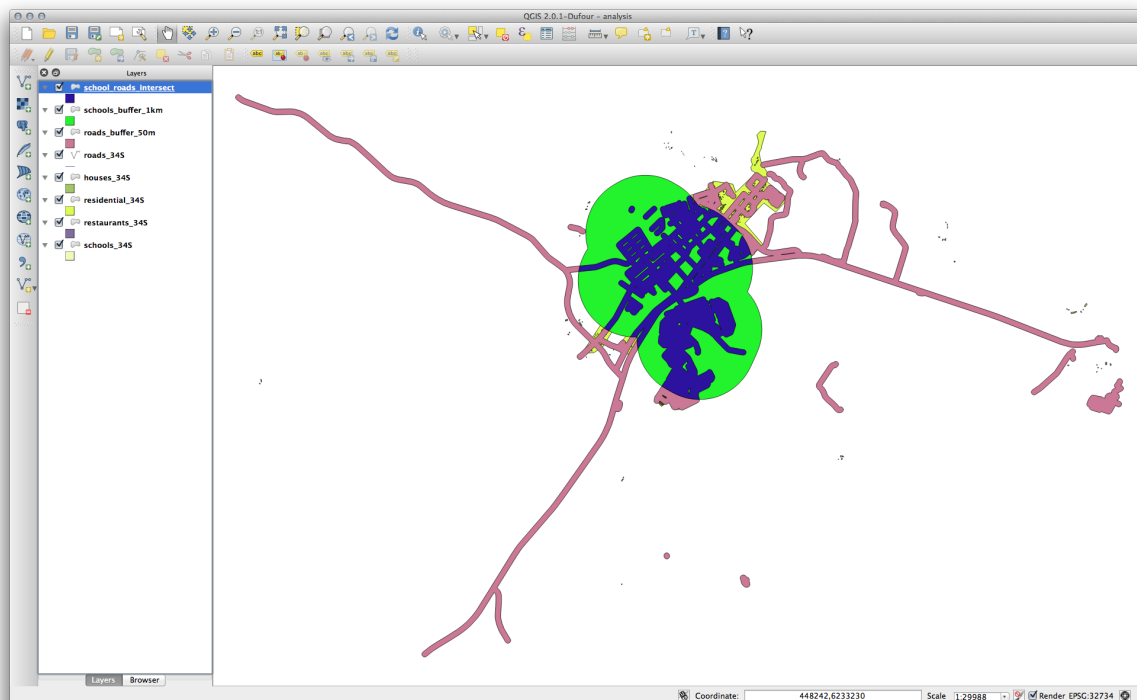 QGIS 2.0.1-Dufour - analysis
Layers
school_roads_intersect
schools_buffer_1km
roads_buffer_50m
roads_34S
houses_34S
residential_34S
restaurants_34S
schools_34S
Layers Browser
Coordinate: 448242,6233230 Scale 1:29988 Render EPSG:32734